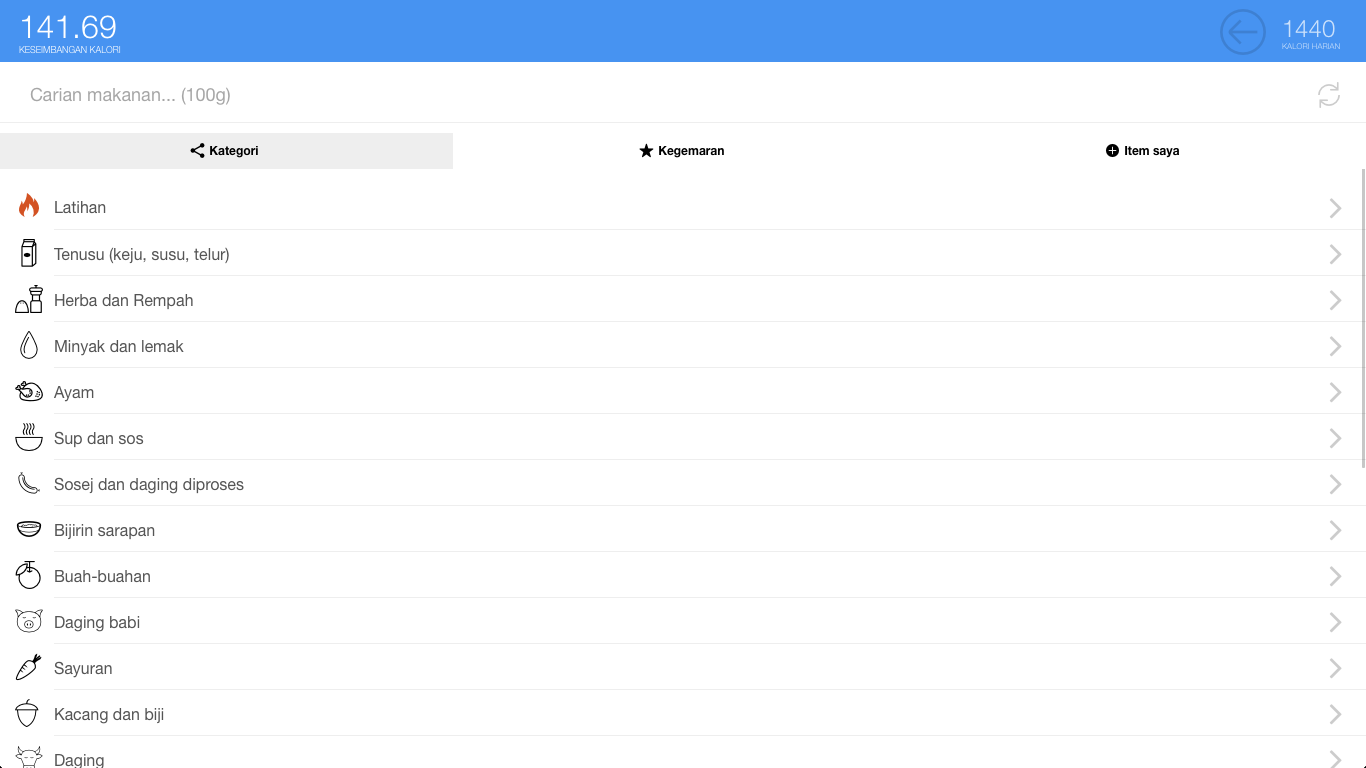 141.69
KESEIMBANGAN KALORI
1440
KALORI HARIAN
Carian makanan... (100g)
Kategori
Kegemaran
Item saya
Latihan
Tenusu (keju, susu, telur)
Herba dan Rempah
Minyak dan lemak
Ayam
Sup dan sos
Sosej dan daging diproses
Bijirin sarapan
Buah-buahan
Daging babi
Sayuran
Kacang dan biji
Daging